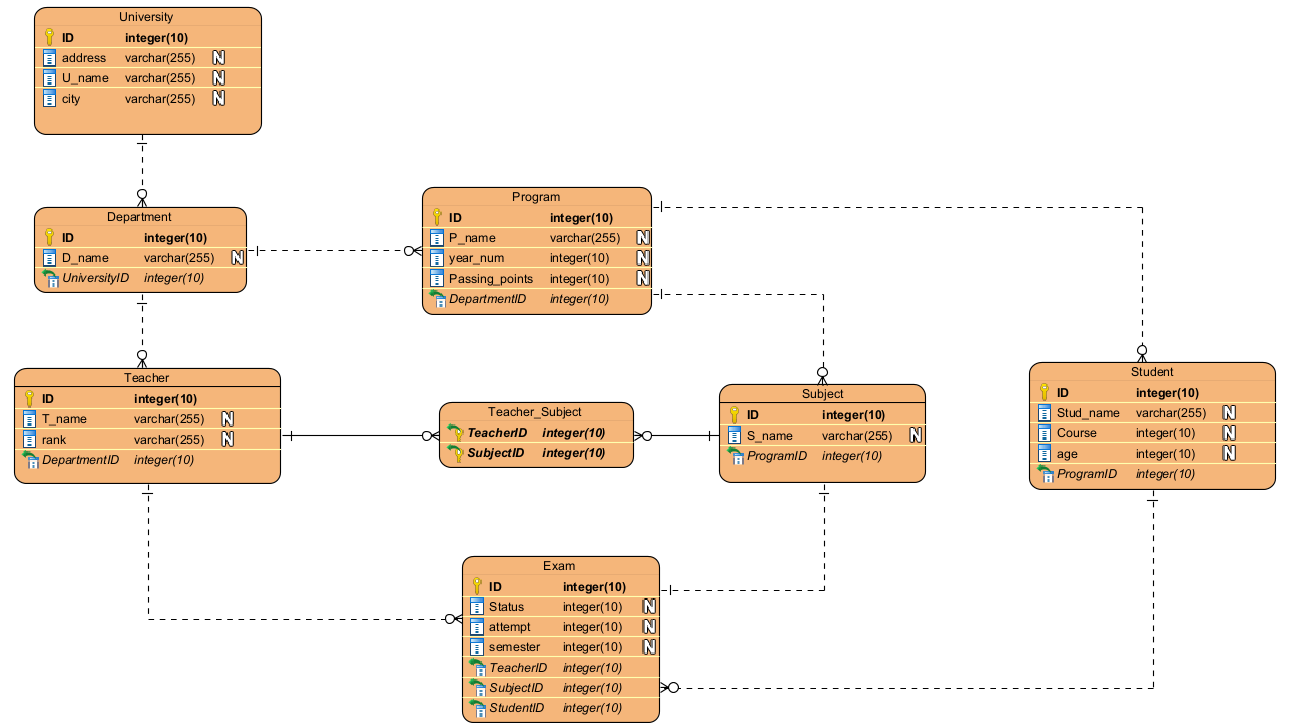 University
ID integer(10)
address varchar(255) N
U_name varchar(255) N
city varchar(255) N
Department
ID integer(10)
D_name varchar(255) N
UniversityID integer(10)
Program
ID integer(10)
P_name varchar(255) N
year_num integer(10) N
Passing_points integer(10) N
DepartmentID integer(10)
Teacher
ID integer(10)
T_name varchar(255) N
rank varchar(255) N
DepartmentID integer(10)
Teacher_Subject
TeacherID integer(10)
SubjectID integer(10)
Subject
ID integer(10)
S_name varchar(255) N
ProgramID integer(10)
Student
ID integer(10)
Stud_name varchar(255) N
Course integer(10) N
age integer(10) N
ProgramID integer(10)
Exam
ID integer(10)
Status integer(10) N
attempt integer(10) N
semester integer(10) N
TeacherID integer(10)
SubjectID integer(10)
StudentID integer(10)